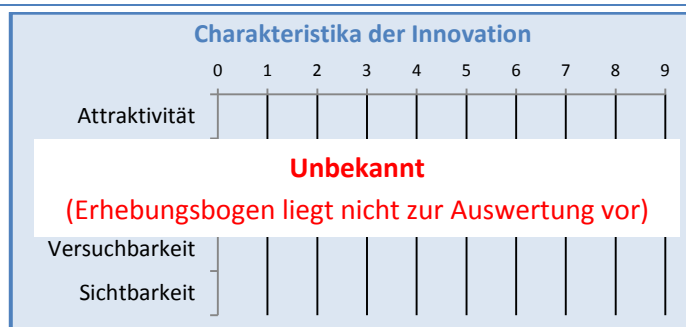 Charakteristika der Innovation
0 1 2 3 4 5 6 7 8 9
Attraktivität
Unbekannt
(Erhebungsbogen liegt nicht zur Auswertung vor)
Versuchbarkeit
Sichtbarkeit